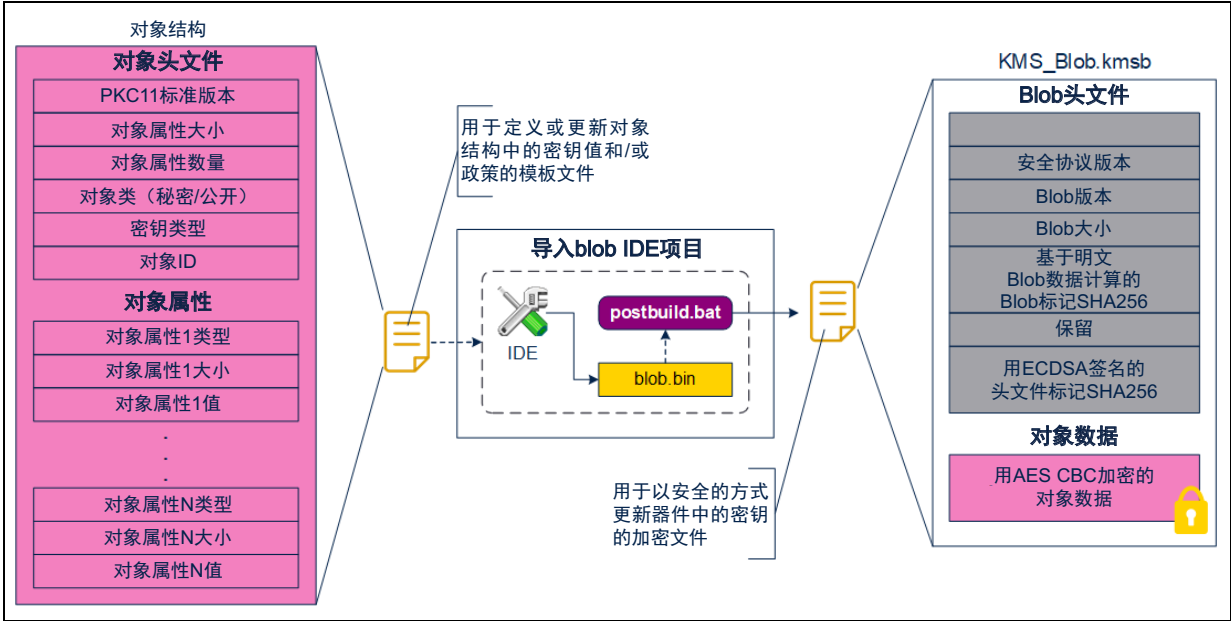 对象结构
对象头文件
PKC11标准版本
对象属性大小
对象属性数量
对象类（秘密/公开）
密钥类型
对象ID
对象属性
对象属性1类型
对象属性1大小
对象属性1值
.
.
.
对象属性N类型
对象属性N大小
对象属性N值
用于定义或更新对象
结构中的密钥值和/或
政策的模板文件
导入blob IDE项目
IDE
postbuild.bat
blob.bin
用于以安全的方式
更新器件中的密钥
的加密文件
KMS_Blob.kmsb
Blob头文件
安全协议版本
Blob版本
Blob大小
基于明文
Blob数据计算的
Blob标记SHA256
保留
用ECDSA签名的
头文件标记SHA256
对象数据
用AES CBC加密的
对象数据